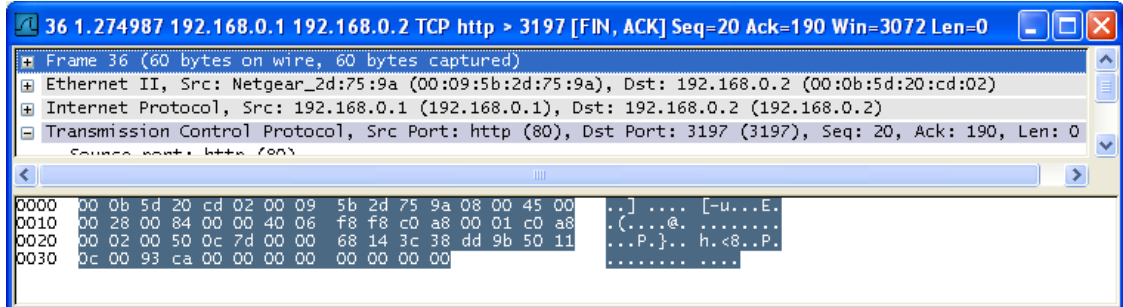 36 1.274987 192.168.0.1 192.168.0.2 TCP http > 3197 [FIN, ACK] Seq=20 Ack=190 Win=3072 Len=0
Frame 36 (60 bytes on wire, 60 bytes captured)
Ethernet II, Src: Netgear_2d:75:9a (00:09:5b:2d:75:9a), Dst: 192.168.0.2 (00:0b:5d:20:cd:02)
Internet Protocol, Src: 192.168.0.1 (192.168.0.1), Dst: 192.168.0.2 (192.168.0.2)
Transmission Control Protocol, Src Port: http (80), Dst Port: 3197 (3197), Seq: 20, Ack: 190, Len: 0
Source port: http (80)
0000 00 0b 5d 20 cd 02 00 09 5b 2d 75 9a 08 00 45 00 ..] .... [-u...E.
0010 00 28 00 84 00 00 40 06 f8 f8 c0 a8 00 01 c0 a8 .(....@. ........
0020 00 02 00 50 0c 7d 00 00 68 14 3c 38 dd 9b 50 11 ...P.}.. h.<8..P.
0030 0c 00 93 ca 00 00 00 00 00 00 00 00 ........ ....